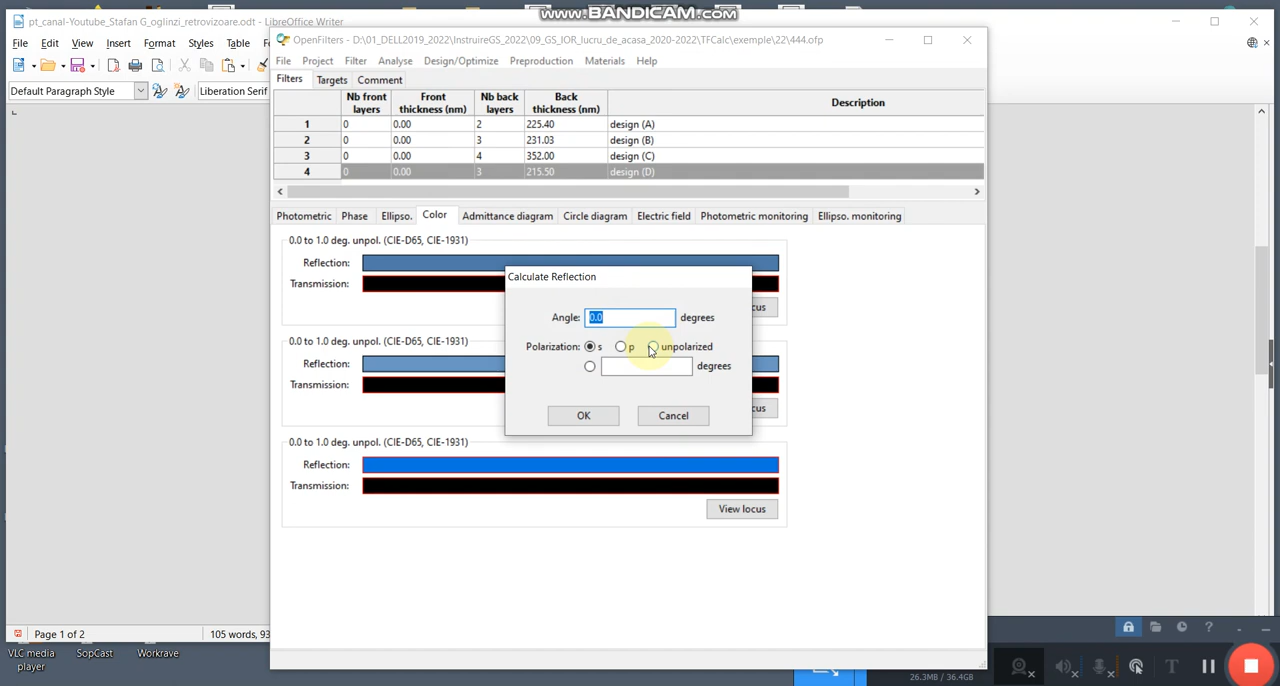 www.BANDICAM.com
pt_canal-Youtube_Stafan G_oglinzi_retrovizoare.odt - LibreOffice Writer
File Edit View Insert Format Styles Table
Default Paragraph Style
Liberation Serif
OpenFilters - D:\01_DELL2019_2022\InstruireGS_2022\09_GS_IOR_lucru_de_acasa_2020-2022\TFCalc\exemple\22\444.ofp
File Project Filter Analyse Design/Optimize Preproduction Materials Help
Filters Targets Comment
Nb front layers Front thickness (nm) Nb back layers Back thickness (nm) Description
1 0 0.00 2 225.40 design (A)
2 0 0.00 3 231.03 design (B)
3 0 0.00 4 352.00 design (C)
4 0 0.00 3 215.50 design (D)
Photometric Phase Ellipso. Color Admittance diagram Circle diagram Electric field Photometric monitoring Ellipso. monitoring
0.0 to 1.0 deg. unpol. (CIE-D65, CIE-1931)
Reflection:
Transmission:
cus
0.0 to 1.0 deg. unpol. (CIE-D65, CIE-1931)
Reflection:
Transmission:
cus
0.0 to 1.0 deg. unpol. (CIE-D65, CIE-1931)
Reflection:
Transmission:
View locus
Calculate Reflection
Angle: 0.0 degrees
Polarization: s p unpolarized
degrees
OK Cancel
Page 1 of 2
105 words, 93
VLC media player
SopCast
Workrave
26.3MB / 36.4GB